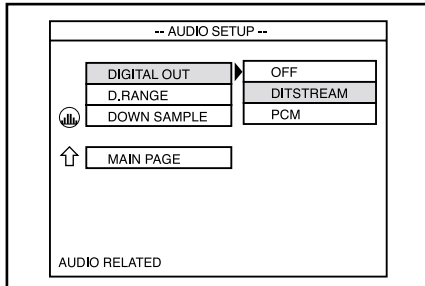 -- AUDIO SETUP --
DIGITAL OUT
OFF
D.RANGE
DITSTREAM
DOWN SAMPLE
PCM
MAIN PAGE
AUDIO RELATED